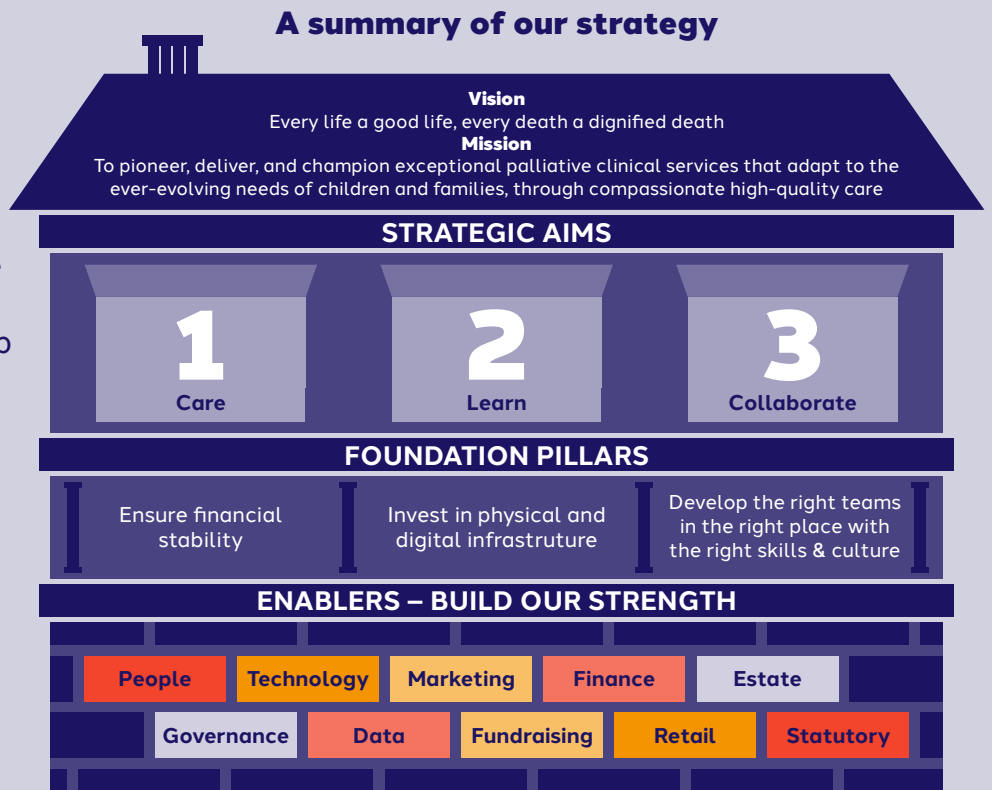 A summary of our strategy
Vision
Every life a good life, every death a dignified death
Mission
To pioneer, deliver, and champion exceptional palliative clinical services that adapt to the
ever-evolving needs of children and families, through compassionate high-quality care
STRATEGIC AIMS
1
Care
2
Learn
3
Collaborate
FOUNDATION PILLARS
Ensure financial
stability
Invest in physical and
digital infrastruture
Develop the right teams
in the right place with
the right skills & culture
ENABLERS – BUILD OUR STRENGTH
People
Technology
Marketing
Finance
Estate
Governance
Data
Fundraising
Retail
Statutory